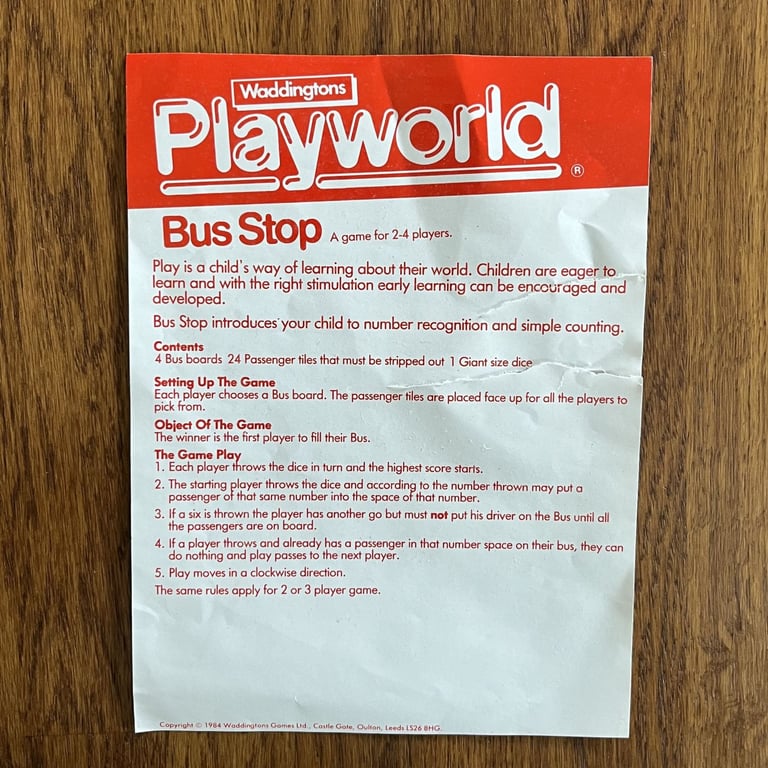 Waddingtons
Playworld
®
Bus Stop A game for 2-4 players.
Play is a child's way of learning about their world. Children are eager to
learn and with the right stimulation early learning can be encouraged and
developed.
Bus Stop introduces your child to number recognition and simple counting.
Contents
4 Bus boards 24 Passenger tiles that must be stripped out 1 Giant size dice
Setting Up The Game
Each player chooses a Bus board. The passenger tiles are placed face up for all the players to
pick from.
Object Of The Game
The winner is the first player to fill their Bus.
The Game Play
1. Each player throws the dice in turn and the highest score starts.
2. The starting player throws the dice and according to the number thrown may put a
passenger of that same number into the space of that number.
3. If a six is thrown the player has another go but must not put his driver on the Bus until all
the passengers are on board.
4. If a player throws and already has a passenger in that number space on their bus, they can
do nothing and play passes to the next player.
5. Play moves in a clockwise direction.
The same rules apply for 2 or 3 player game.
Copyright © 1984 Waddingtons Games Ltd., Castle Gate, Oulton, Leeds LS26 8HG.